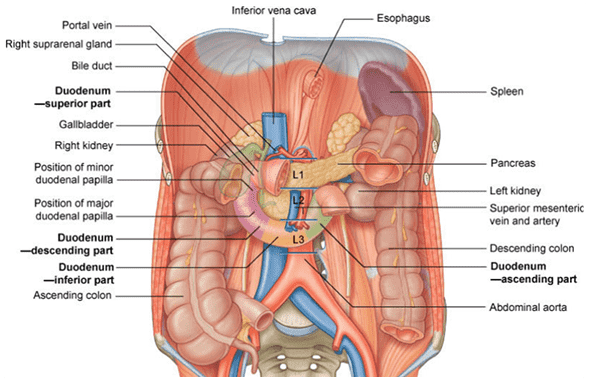 Inferior vena cava
Esophagus
Portal vein
Right suprarenal gland
Bile duct
Duodenum
—superior part
Gallbladder
Right kidney
Position of minor
duodenal papilla
Position of major
duodenal papilla
Duodenum
—descending part
Duodenum
—inferior part
Ascending colon
L1
L2
L3
Spleen
Pancreas
Left kidney
Superior mesenteric
vein and artery
Descending colon
Duodenum
—ascending part
Abdominal aorta